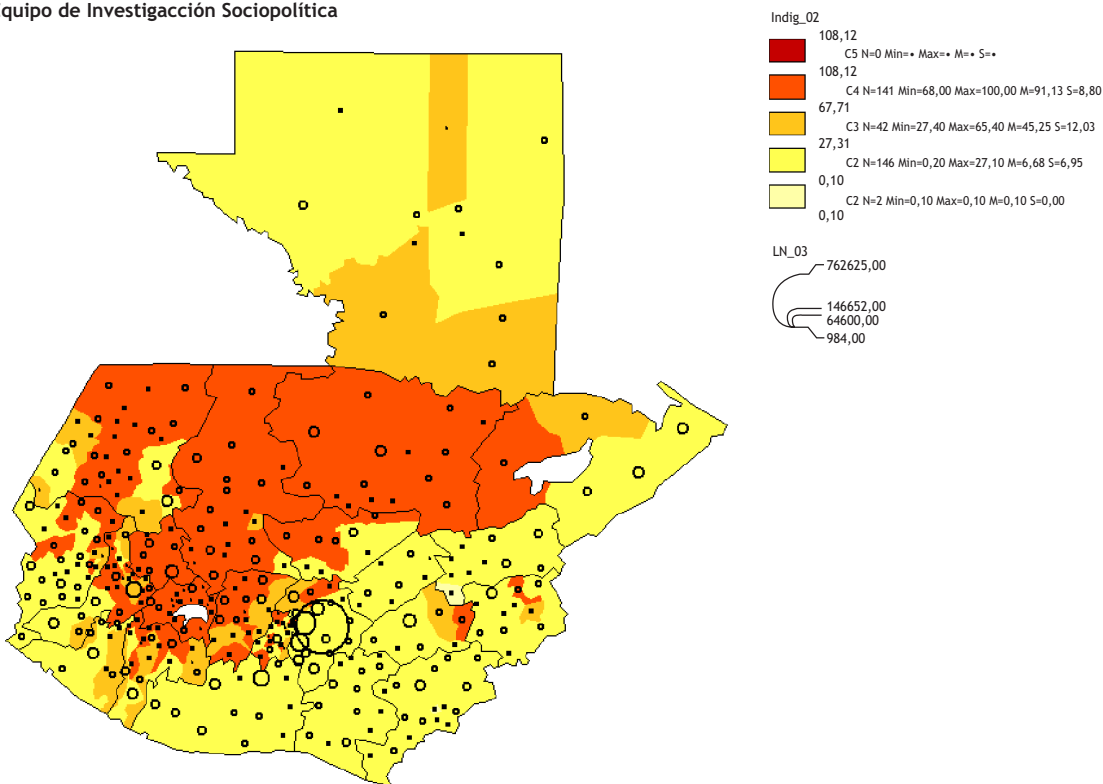 quipo de Investigacción Sociopolítica
Indig_02
108,12
C5 N=0 Min=• Max=• M=• S=•
108,12
C4 N=141 Min=68,00 Max=100,00 M=91,13 S=8,80
67,71
C3 N=42 Min=27,40 Max=65,40 M=45,25 S=12,03
27,31
C2 N=146 Min=0,20 Max=27,10 M=6,68 S=6,95
0,10
C2 N=2 Min=0,10 Max=0,10 M=0,10 S=0,00
0,10
LN_03
762625,00
146652,00
64600,00
984,00